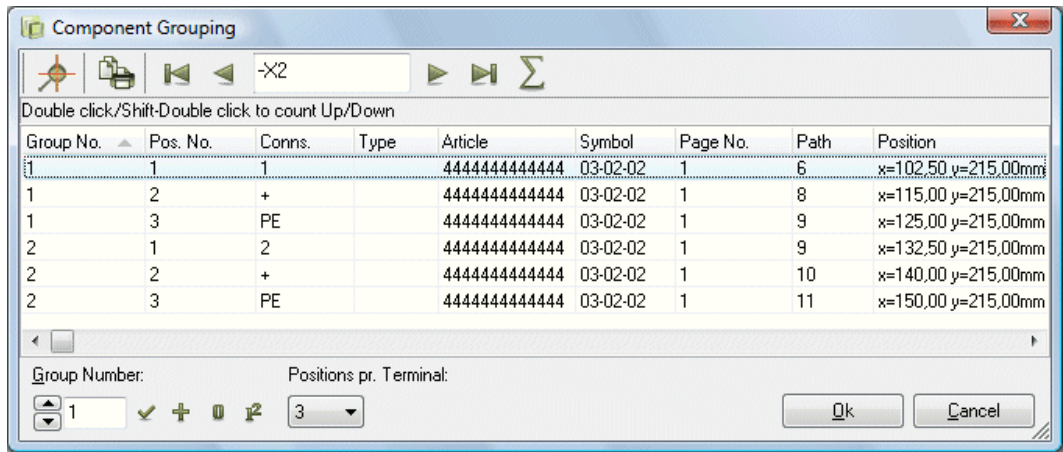 Component Grouping
-X2
Double click/Shift-Double click to count Up/Down
Group No. Pos. No. Conns. Type Article Symbol Page No. Path Position
1 1 1 4444444444444 03-02-02 1 6 x=102,50 y=215,00mm
1 2 + 4444444444444 03-02-02 1 8 x=115,00 y=215,00mm
1 3 PE 4444444444444 03-02-02 1 9 x=125,00 y=215,00mm
2 1 2 4444444444444 03-02-02 1 9 x=132,50 y=215,00mm
2 2 + 4444444444444 03-02-02 1 10 x=140,00 y=215,00mm
2 3 PE 4444444444444 03-02-02 1 11 x=150,00 y=215,00mm
Group Number: Positions pr. Terminal:
1 3 Ok Cancel